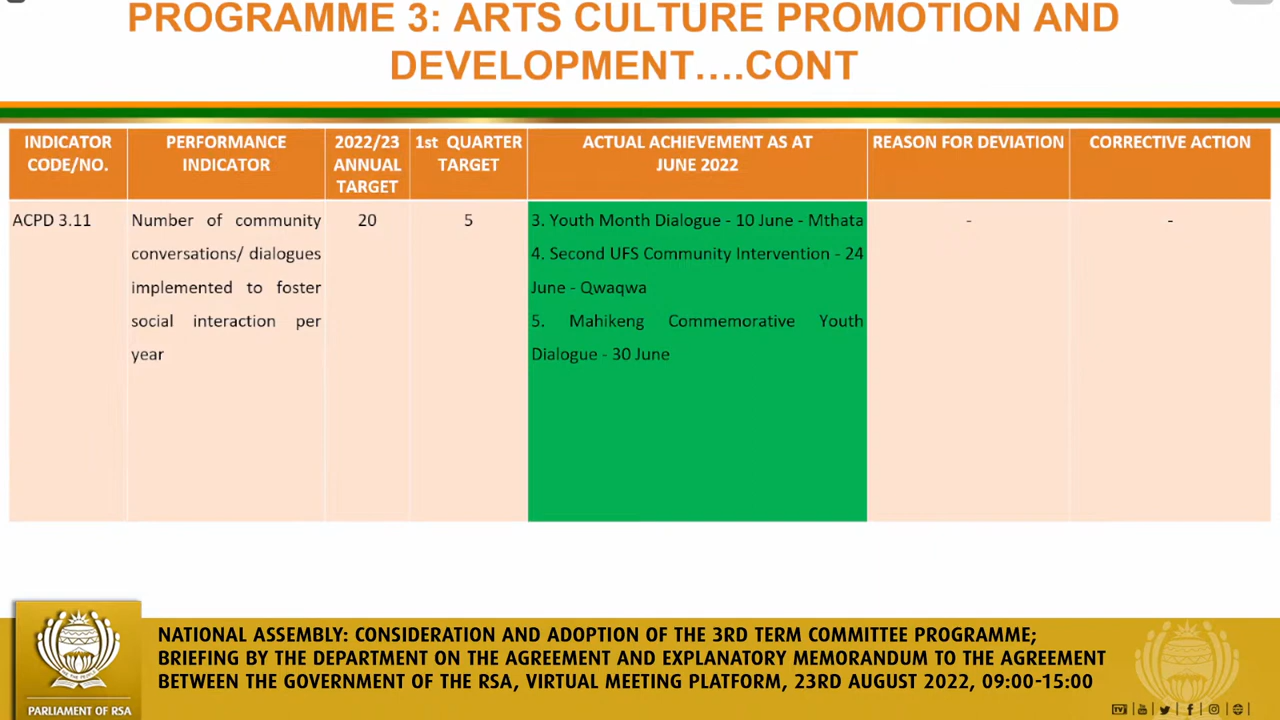 PROGRAMME 3: ARTS CULTURE PROMOTION AND
DEVELOPMENT....CONT
INDICATOR
CODE/NO.
PERFORMANCE
INDICATOR
2022/23
ANNUAL
TARGET
1st QUARTER
TARGET
ACTUAL ACHIEVEMENT AS AT
JUNE 2022
REASON FOR DEVIATION
CORRECTIVE ACTION
ACPD 3.11
Number of community
conversations/ dialogues
implemented to foster
social interaction per
year
20
5
3. Youth Month Dialogue - 10 June - Mthata
4. Second UFS Community Intervention - 24
June - Qwaqwa
5. Mahikeng Commemorative Youth
Dialogue - 30 June
-
-
NATIONAL ASSEMBLY: CONSIDERATION AND ADOPTION OF THE 3RD TERM COMMITTEE PROGRAMME;
BRIEFING BY THE DEPARTMENT ON THE AGREEMENT AND EXPLANATORY MEMORANDUM TO THE AGREEMENT
BETWEEN THE GOVERNMENT OF THE RSA, VIRTUAL MEETING PLATFORM, 23RD AUGUST 2022, 09:00-15:00
PARLIAMENT OF RSA